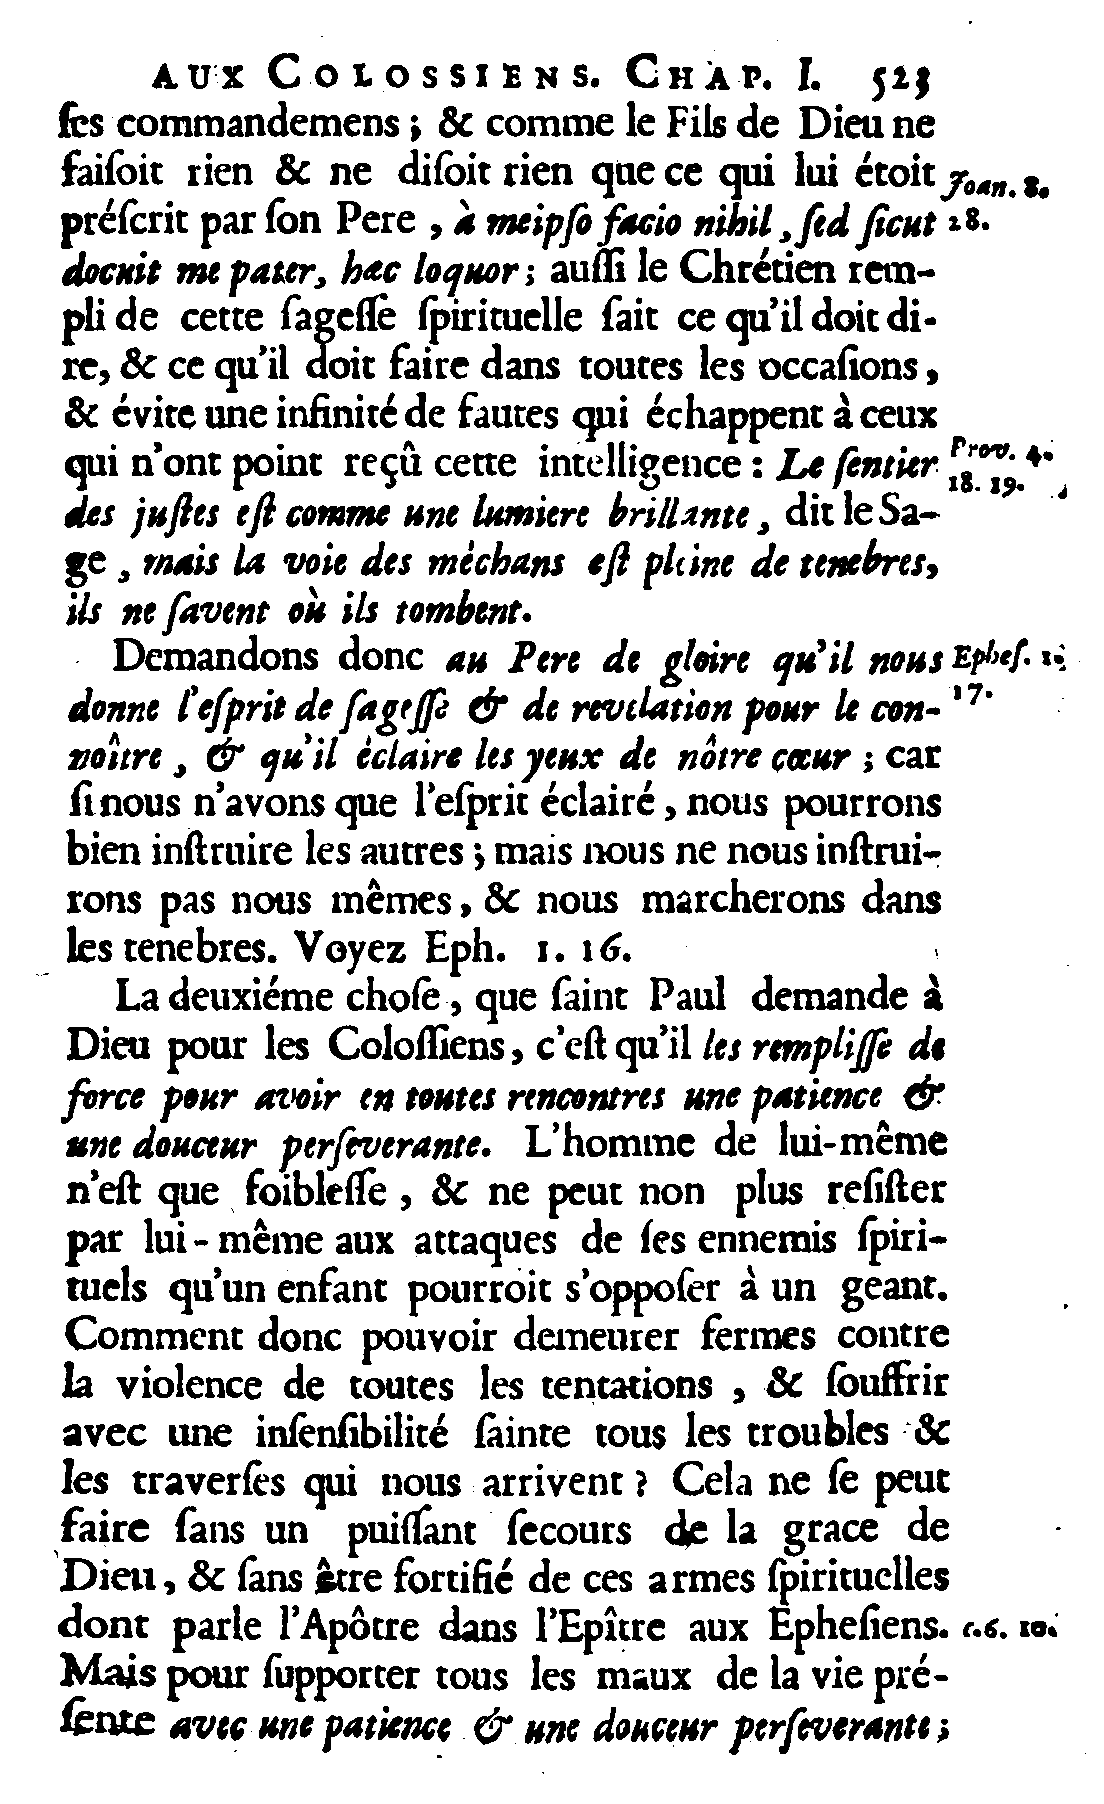 AUX COLOSSIENS. CHAP. I. 523
ſes commandemens ; & comme le Fils de Dieu ne
faiſoit rien & ne diſoit rien que ce qui lui étoit
Joan. 8.
préſcrit par ſon Pere , à meipſo facio nihil , ſed ſicut
28.
docuit me pater, hæc loquor ; auſſi le Chrétien rem-
pli de cette ſageſſe ſpirituelle ſait ce qu'il doit di-
re, & ce qu'il doit faire dans toutes les occaſions ,
& évite une infinité de fautes qui échappent à ceux
qui n'ont point reçû cette intelligence : Le ſentier
Prov. 4.
18. 19.
des juſtes eſt comme une lumiere brillante , dit le Sa-
ge , mais la voie des méchans eſt pleine de tenebres,
ils ne ſavent où ils tombent.
Demandons donc au Pere de gloire qu'il nous
Epheſ. 1.
donne l'eſprit de ſageſſe & de revelation pour le con-
17.
noître , & qu'il éclaire les yeux de nôtre cœur ; car
ſi nous n'avons que l'eſprit éclairé , nous pourrons
bien inſtruire les autres ; mais nous ne nous inſtrui-
rons pas nous mêmes , & nous marcherons dans
les tenebres. Voyez Eph. 1. 16.
La deuxiéme choſe , que ſaint Paul demande à
Dieu pour les Coloſſiens , c'eſt qu'il les rempliſſe de
force pour avoir en toutes rencontres une patience &
une douceur perſeverante. L'homme de lui-même
n'eſt que foibleſſe , & ne peut non plus reſiſter
par lui-même aux attaques de ſes ennemis ſpiri-
tuels qu'un enfant pourroit s'oppoſer à un geant.
Comment donc pouvoir demeurer fermes contre
la violence de toutes les tentations , & ſouffrir
avec une inſenſibilité ſainte tous les troubles &
les traverſes qui nous arrivent ? Cela ne ſe peut
faire ſans un puiſſant ſecours de la grace de
Dieu , & ſans être fortifié de ces armes ſpirituelles
dont parle l'Apôtre dans l'Epître aux Epheſiens.
c. 6. 10.
Mais pour ſupporter tous les maux de la vie pré-
ſente avec une patience & une douceur perſeverante ;